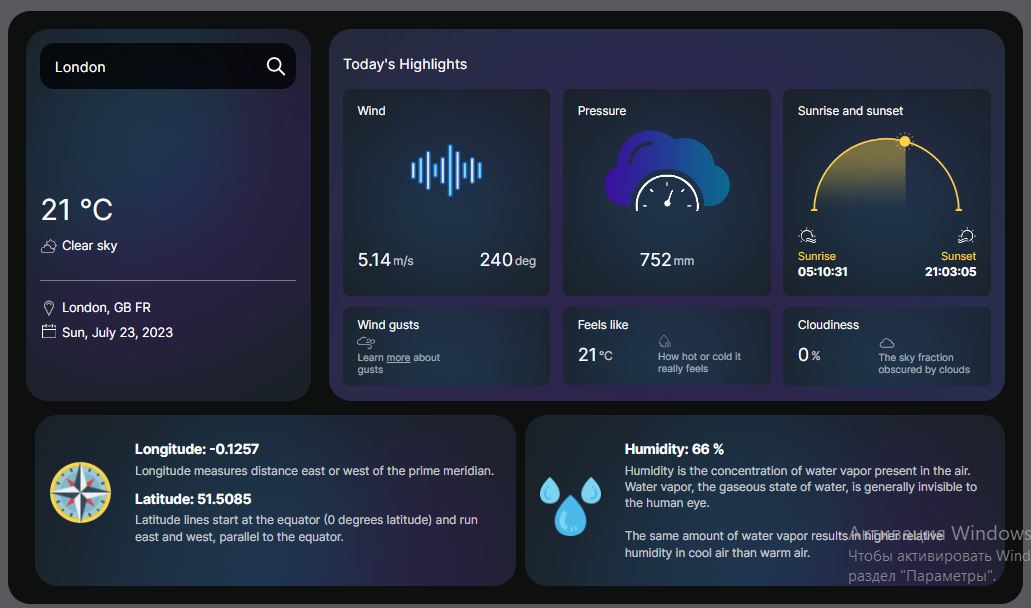 London
21 °C
Clear sky
London, GB FR
Sun, July 23, 2023
Today's Highlights
Wind
5.14 m/s
240 deg
Pressure
752 mm
Sunrise and sunset
Sunrise
05:10:31
Sunset
21:03:05
Wind gusts
Learn more about
gusts
Feels like
21 °C
How hot or cold it
really feels
Cloudiness
0 %
The sky fraction
obscured by clouds
Longitude: -0.1257
Longitude measures distance east or west of the prime meridian.
Latitude: 51.5085
Latitude lines start at the equator (0 degrees latitude) and run
east and west, parallel to the equator.
Humidity: 66 %
Humidity is the concentration of water vapor present in the air.
Water vapor, the gaseous state of water, is generally invisible to
the human eye.
The same amount of water vapor results in higher relative
humidity in cool air than warm air.
Активация Windows
Чтобы активировать Wind
раздел "Параметры".